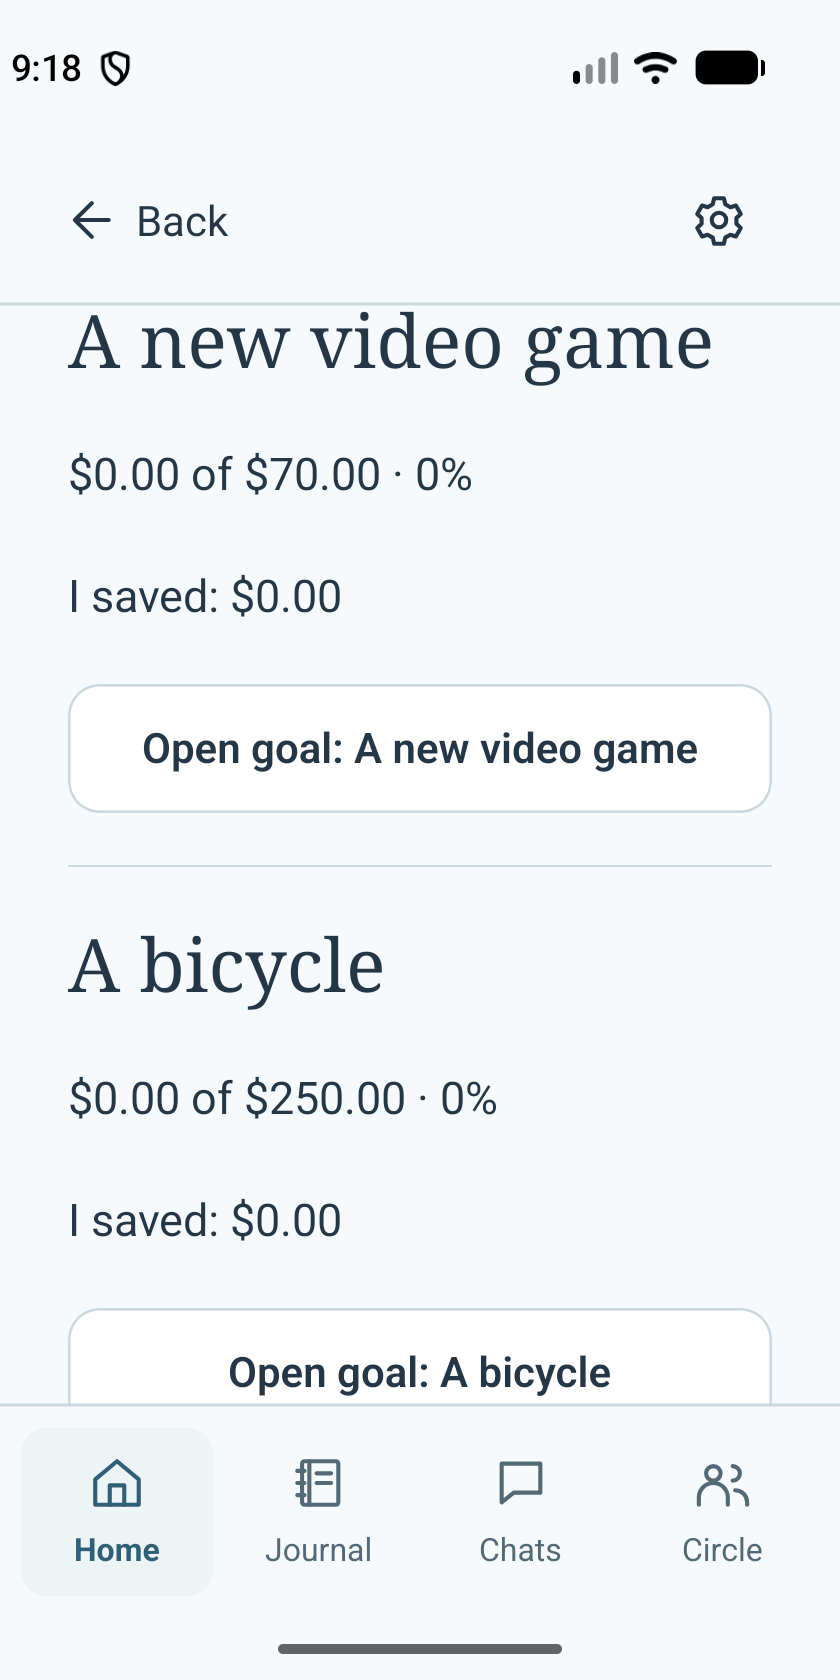 9:18
Back
A new video game
$0.00 of $70.00 · 0%
I saved: $0.00
Open goal: A new video game
A bicycle
$0.00 of $250.00 · 0%
I saved: $0.00
Open goal: A bicycle
Home
Journal
Chats
Circle